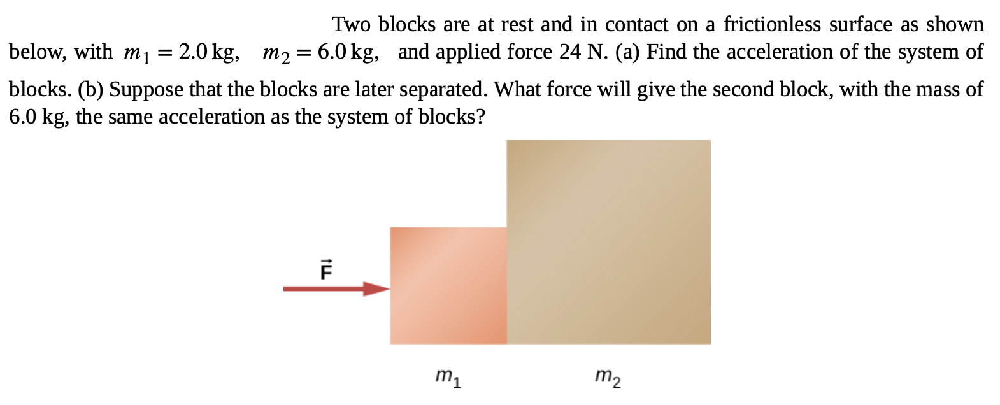 Two blocks are at rest and in contact on a frictionless surface as shown
below, with m₁ = 2.0 kg, m₂ = 6.0 kg, and applied force 24 N. (a) Find the acceleration of the system of
blocks. (b) Suppose that the blocks are later separated. What force will give the second block, with the mass of
6.0 kg, the same acceleration as the system of blocks?
F⃗
m₁ m₂